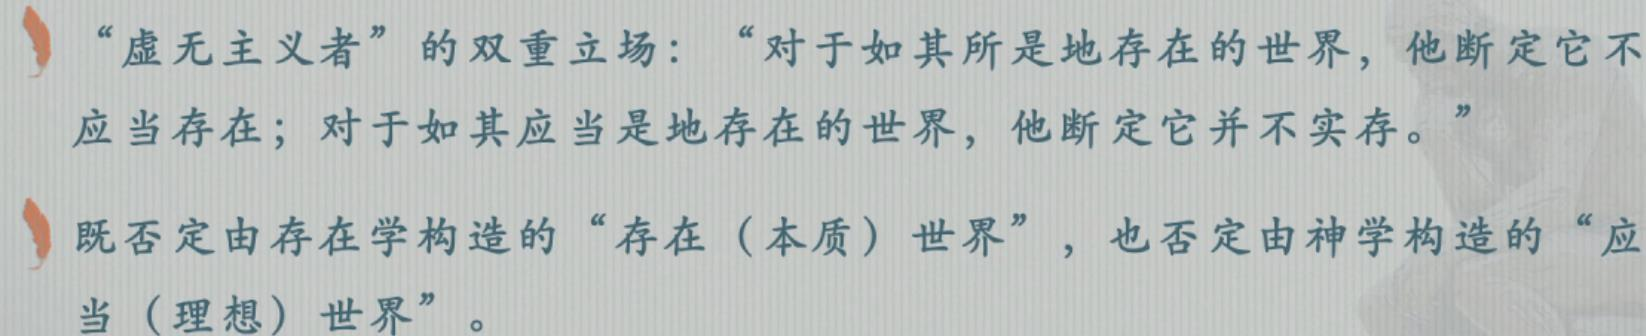 “虚无主义者”的双重立场：“对于如其所是地存在的世界，他断定它不
应当存在；对于如其应当是地存在的世界，他断定它并不实存。”
既否定由存在学构造的“存在（本质）世界”，也否定由神学构造的“应
当（理想）世界”。